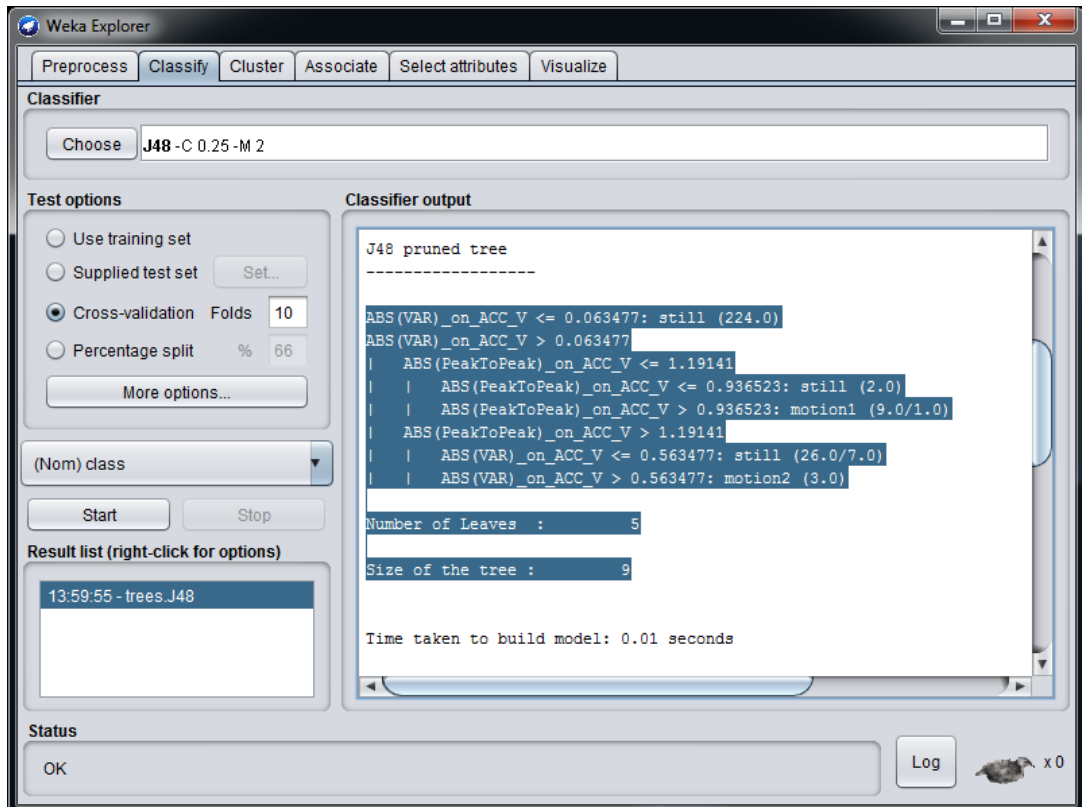 Weka Explorer
Preprocess Classify Cluster Associate Select attributes Visualize
Classifier
Choose J48 -C 0.25 -M 2
Test options
Use training set
Supplied test set Set...
Cross-validation Folds 10
Percentage split % 66
More options...
(Nom) class
Start Stop
Result list (right-click for options)
13:59:55 - trees.J48
Classifier output
J48 pruned tree
------------------
ABS(VAR)_on_ACC_V <= 0.063477: still (224.0)
ABS(VAR)_on_ACC_V > 0.063477
|   ABS(PeakToPeak)_on_ACC_V <= 1.19141
|   |   ABS(PeakToPeak)_on_ACC_V <= 0.936523: still (2.0)
|   |   ABS(PeakToPeak)_on_ACC_V > 0.936523: motion1 (9.0/1.0)
|   ABS(PeakToPeak)_on_ACC_V > 1.19141
|   |   ABS(VAR)_on_ACC_V <= 0.563477: still (26.0/7.0)
|   |   ABS(VAR)_on_ACC_V > 0.563477: motion2 (3.0)
Number of Leaves  : 	5
Size of the tree : 	9
Time taken to build model: 0.01 seconds
Status
OK
Log
x 0